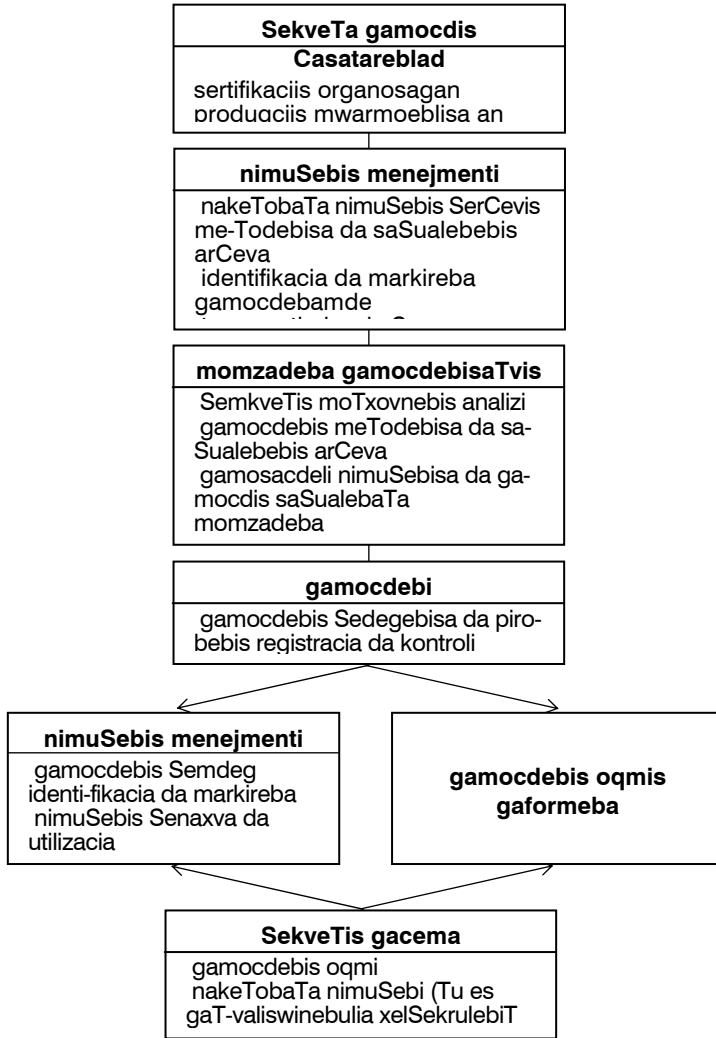 SekveTa gamocdis
Casatareblad
sertifikaciis organosagan
produqciis mwarmoeblisa an
nimuSebis menejmenti
nakeTobaTa nimuSebis SerCevis
me-Todebisa da saSualebebis
arCeva
identifikacia da markireba
gamocdebamde
momzadeba gamocdebisaTvis
SemkveTis moTxovnebis analizi
gamocdebis meTodebisa da sa-
Sualebebis arCeva
gamosacdeli nimuSebisa da ga-
mocdis saSualebaTa
momzadeba
gamocdebi
gamocdebis Sedegebisa da piro-
bebis registracia da kontroli
nimuSebis menejmenti
gamocdebis Semdeg
identi-fikacia da markireba
nimuSebis Senaxva da
utilizacia
gamocdebis oqmis
gaformeba
SekveTis gacema
gamocdebis oqmi
nakeTobaTa nimuSebi (Tu es
gaT-valiswinebulia xelSekrulebiT